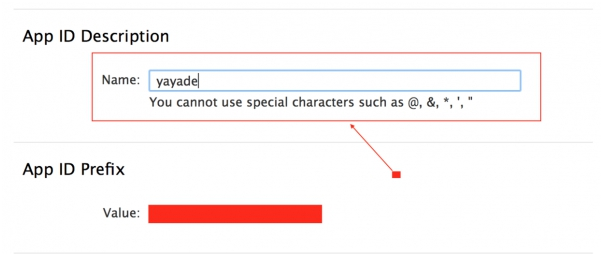 App ID Description
Name: yayade
You cannot use special characters such as @, &, *, ', "
App ID Prefix
Value: